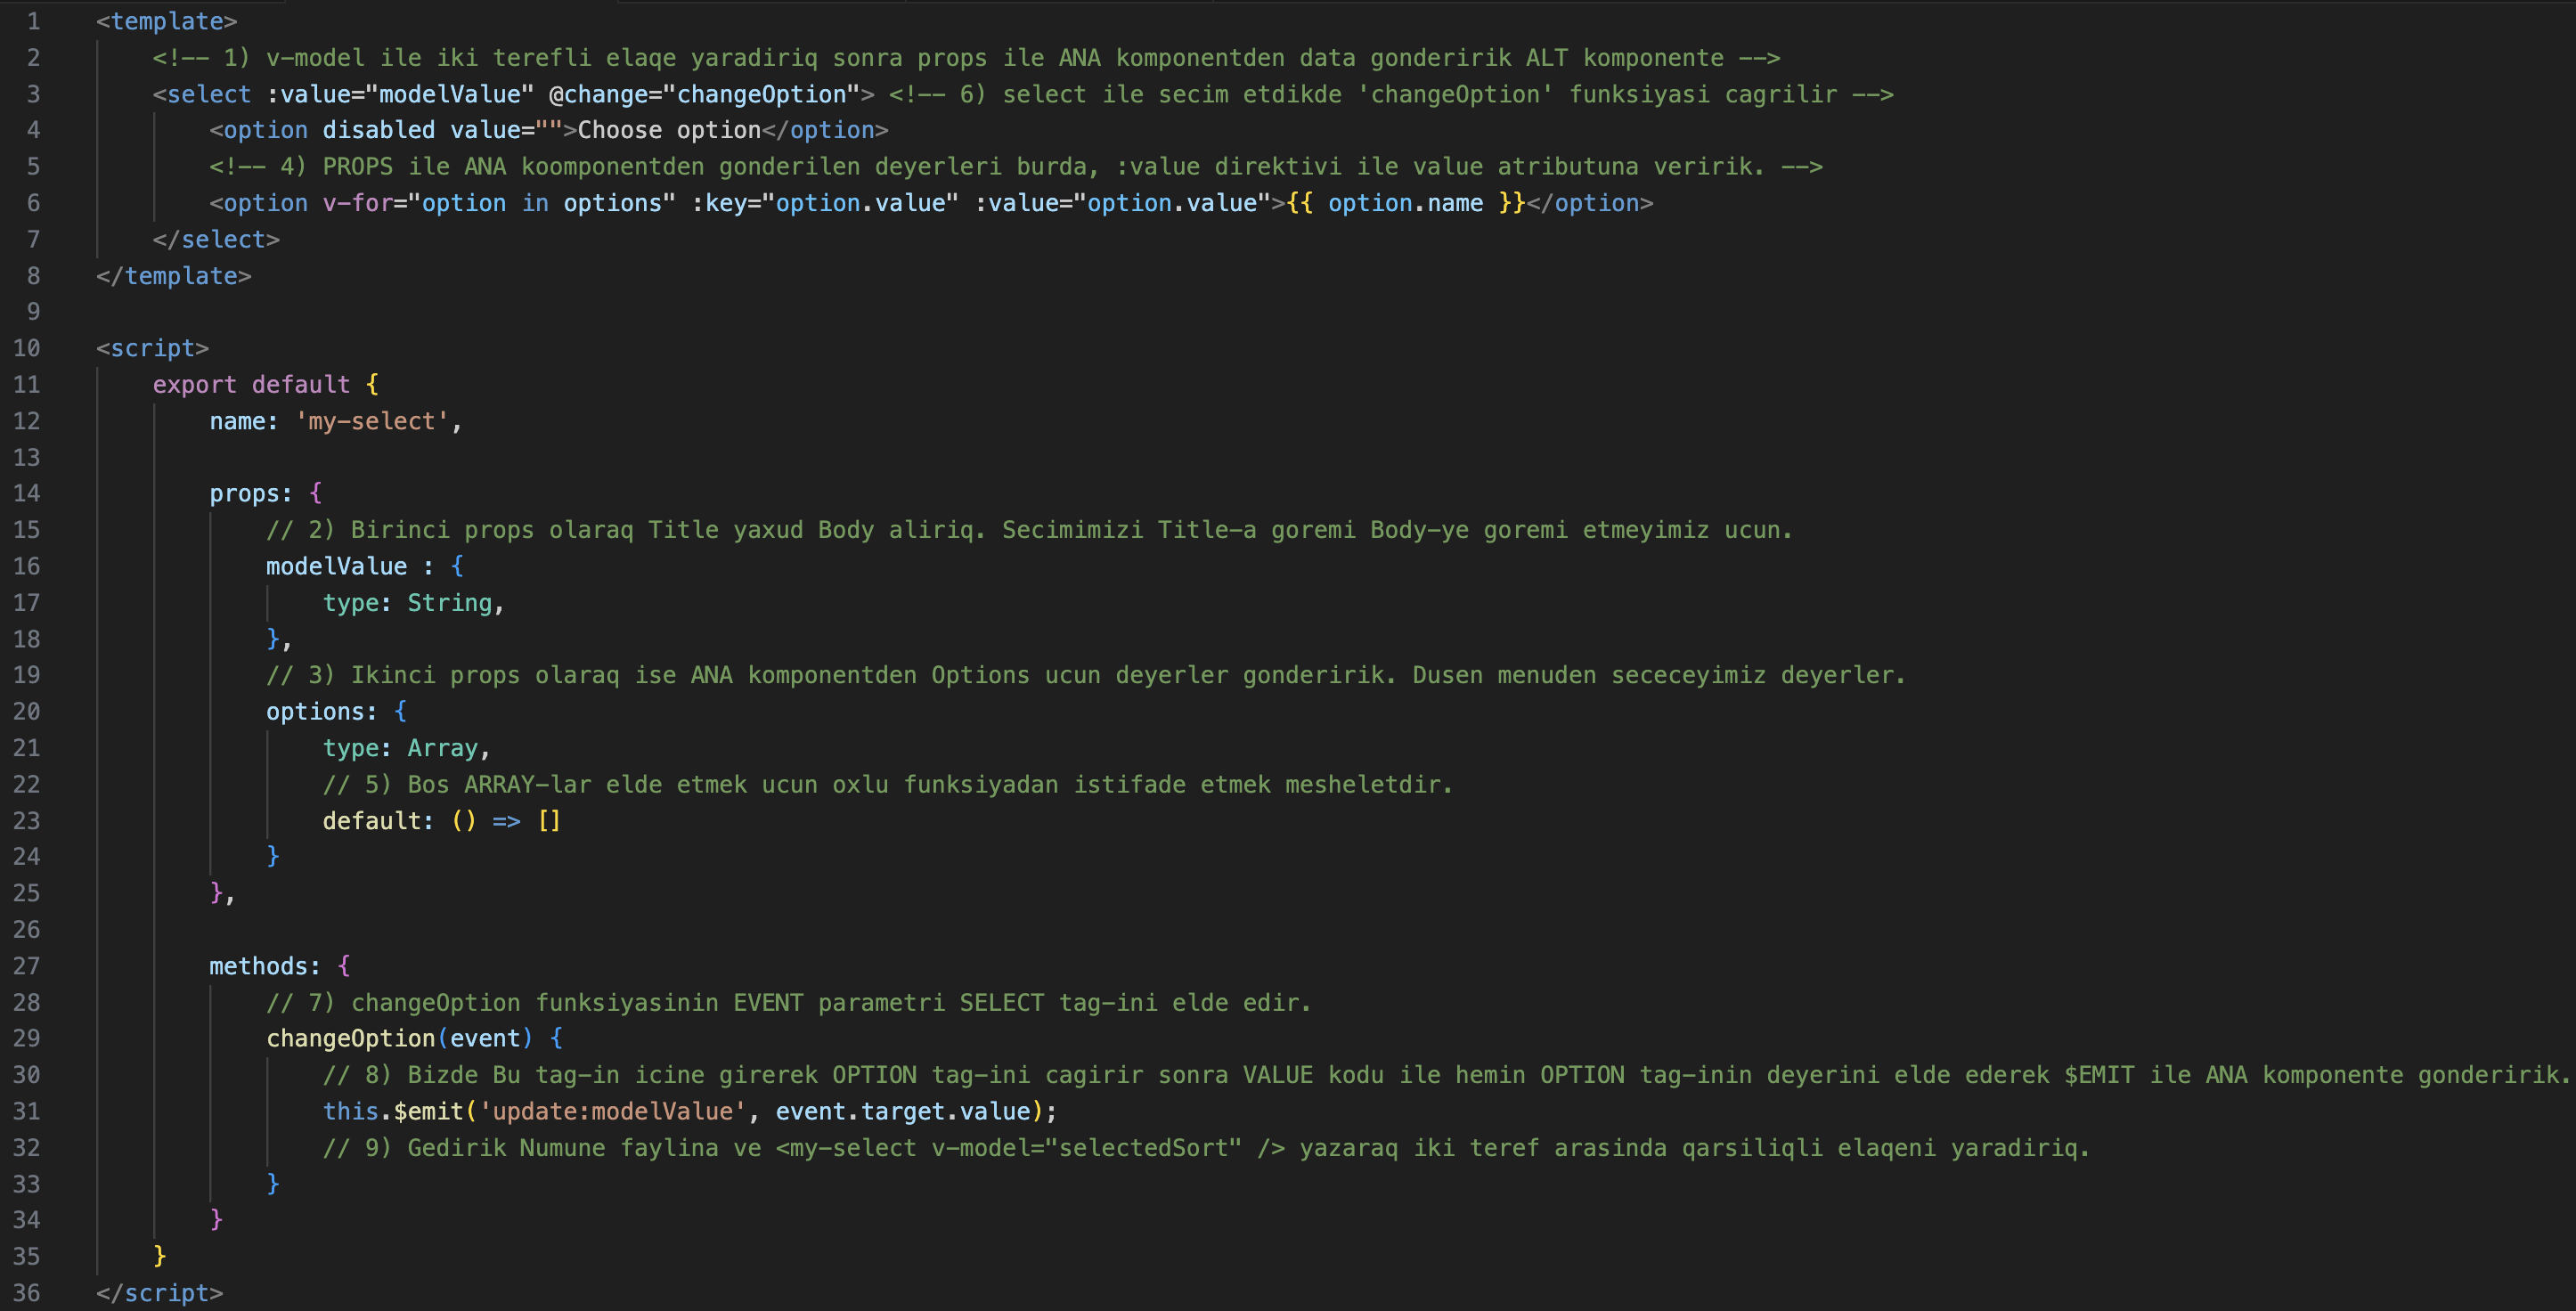 1 <template>
2 <!-- 1) v-model ile iki terefli elaqe yaradiriq sonra props ile ANA komponentden data gonderirik ALT komponente -->
3 <select :value="modelValue" @change="changeOption"> <!-- 6) select ile secim etdikde 'changeOption' funksiyasi cagrilir -->
4 <option disabled value="">Choose option</option>
5 <!-- 4) PROPS ile ANA koomponentden gonderilen deyerleri burda, :value direktivi ile value atributuna veririk. -->
6 <option v-for="option in options" :key="option.value" :value="option.value">{{ option.name }}</option>
7 </select>
8 </template>
9
10 <script>
11 export default {
12 name: 'my-select',
13
14 props: {
15 // 2) Birinci props olaraq Title yaxud Body aliriq. Secimimizi Title-a goremi Body-ye goremi etmeyimiz ucun.
16 modelValue : {
17 type: String,
18 },
19 // 3) Ikinci props olaraq ise ANA komponentden Options ucun deyerler gonderirik. Dusen menuden sececeyimiz deyerler.
20 options: {
21 type: Array,
22 // 5) Bos ARRAY-lar elde etmek ucun oxlu funksiyadan istifade etmek mesheletdir.
23 default: () => []
24 }
25 },
26
27 methods: {
28 // 7) changeOption funksiyasinin EVENT parametri SELECT tag-ini elde edir.
29 changeOption(event) {
30 // 8) Bizde Bu tag-in icine girerek OPTION tag-ini cagirir sonra VALUE kodu ile hemin OPTION tag-inin deyerini elde ederek $EMIT ile ANA komponente gonderirik.
31 this.$emit('update:modelValue', event.target.value);
32 // 9) Gedirik Numune faylina ve <my-select v-model="selectedSort" /> yazaraq iki teref arasinda qarsiliqli elaqeni yaradiriq.
33 }
34 }
35 }
36 </script>